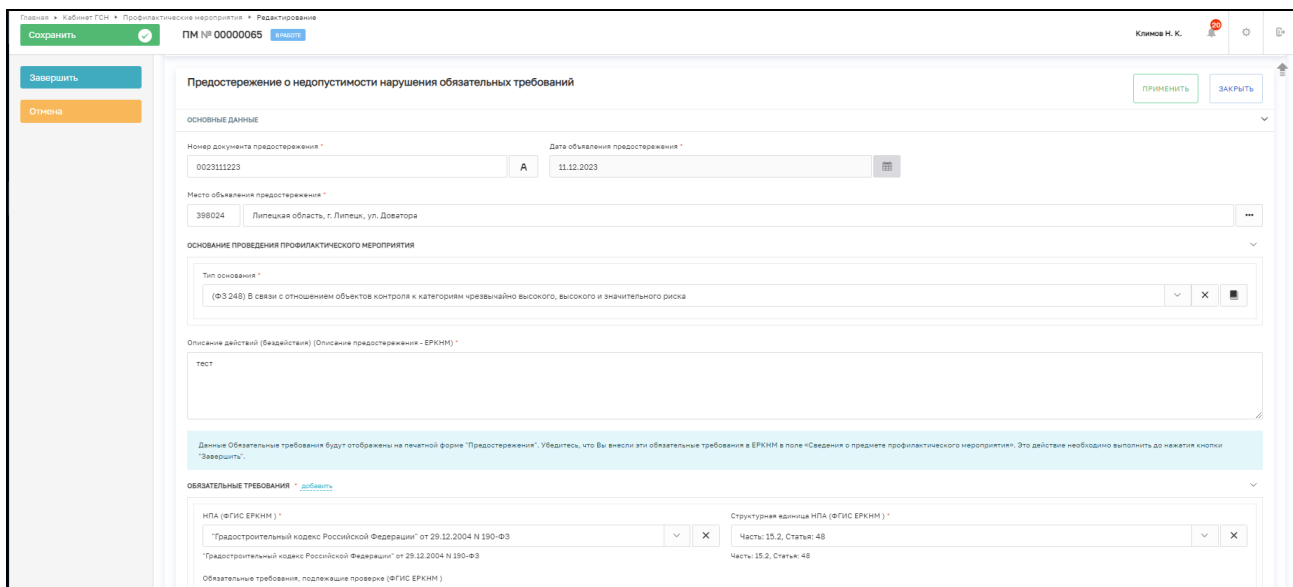 Главная ▸ Кабинет ГСН ▸ Профилактические мероприятия ▸ Редактирование
Сохранить
ПМ № 00000065 В РАБОТЕ
Климов Н. К.
20
Завершить
Отмена
Предостережение о недопустимости нарушения обязательных требований
ПРИМЕНИТЬ
ЗАКРЫТЬ
ОСНОВНЫЕ ДАННЫЕ
Номер документа предостережения *
Дата объявления предостережения *
0023111223
А
11.12.2023
Место объявления предостережения *
398024
Липецкая область, г. Липецк, ул. Доватора
ОСНОВАНИЕ ПРОВЕДЕНИЯ ПРОФИЛАКТИЧЕСКОГО МЕРОПРИЯТИЯ
Тип основания *
(ФЗ 248) В связи с отношением объектов контроля к категориям чрезвычайно высокого, высокого и значительного риска
Описание действий (бездействия) (Описание предостережения - ЕРКНМ) *
тест
Данные Обязательные требования будут отображены на печатной форме "Предостережения". Убедитесь, что Вы внесли эти обязательные требования в ЕРКНМ в поле «Сведения о предмете профилактического мероприятия». Это действие необходимо выполнить до нажатия кнопки
"Завершить".
ОБЯЗАТЕЛЬНЫЕ ТРЕБОВАНИЯ * добавить
НПА (ФГИС ЕРКНМ ) *
Структурная единица НПА (ФГИС ЕРКНМ ) *
"Градостроительный кодекс Российской Федерации" от 29.12.2004 N 190-ФЗ
Часть: 15.2, Статья: 48
"Градостроительный кодекс Российской Федерации" от 29.12.2004 N 190-ФЗ
Часть: 15.2, Статья: 48
Обязательные требования, подлежащие проверке (ФГИС ЕРКНМ )